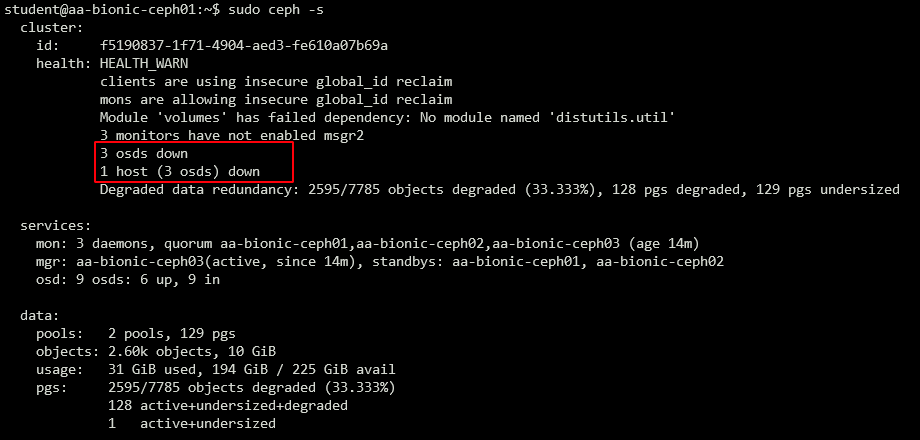 student@aa-bionic-ceph01:~$ sudo ceph -s
cluster:
id: f5190837-1f71-4904-aed3-fe610a07b69a
health: HEALTH_WARN
clients are using insecure global_id reclaim
mons are allowing insecure global_id reclaim
Module 'volumes' has failed dependency: No module named 'distutils.util'
3 monitors have not enabled msgr2
3 osds down
1 host (3 osds) down
Degraded data redundancy: 2595/7785 objects degraded (33.333%), 128 pgs degraded, 129 pgs undersized
services:
mon: 3 daemons, quorum aa-bionic-ceph01,aa-bionic-ceph02,aa-bionic-ceph03 (age 14m)
mgr: aa-bionic-ceph03(active, since 14m), standbys: aa-bionic-ceph01, aa-bionic-ceph02
osd: 9 osds: 6 up, 9 in
data:
pools: 2 pools, 129 pgs
objects: 2.60k objects, 10 GiB
usage: 31 GiB used, 194 GiB / 225 GiB avail
pgs: 2595/7785 objects degraded (33.333%)
128 active+undersized+degraded
1 active+undersized